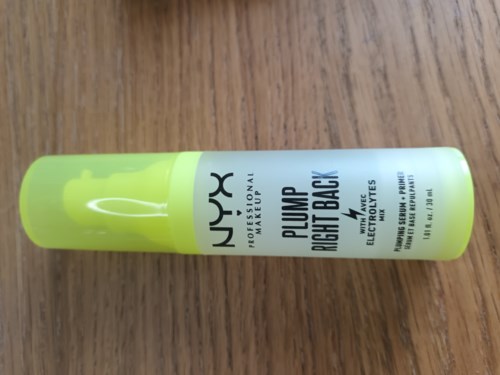 NYX
PROFESSIONAL
MAKEUP
PLUMP
RIGHT BACK
WITH AVEC
ELECTROLYTES
MIX
PLUMPING SERUM + PRIMER
SÉRUM ET BASE REPULPANTS
1.01 fl. oz. / 30 mL